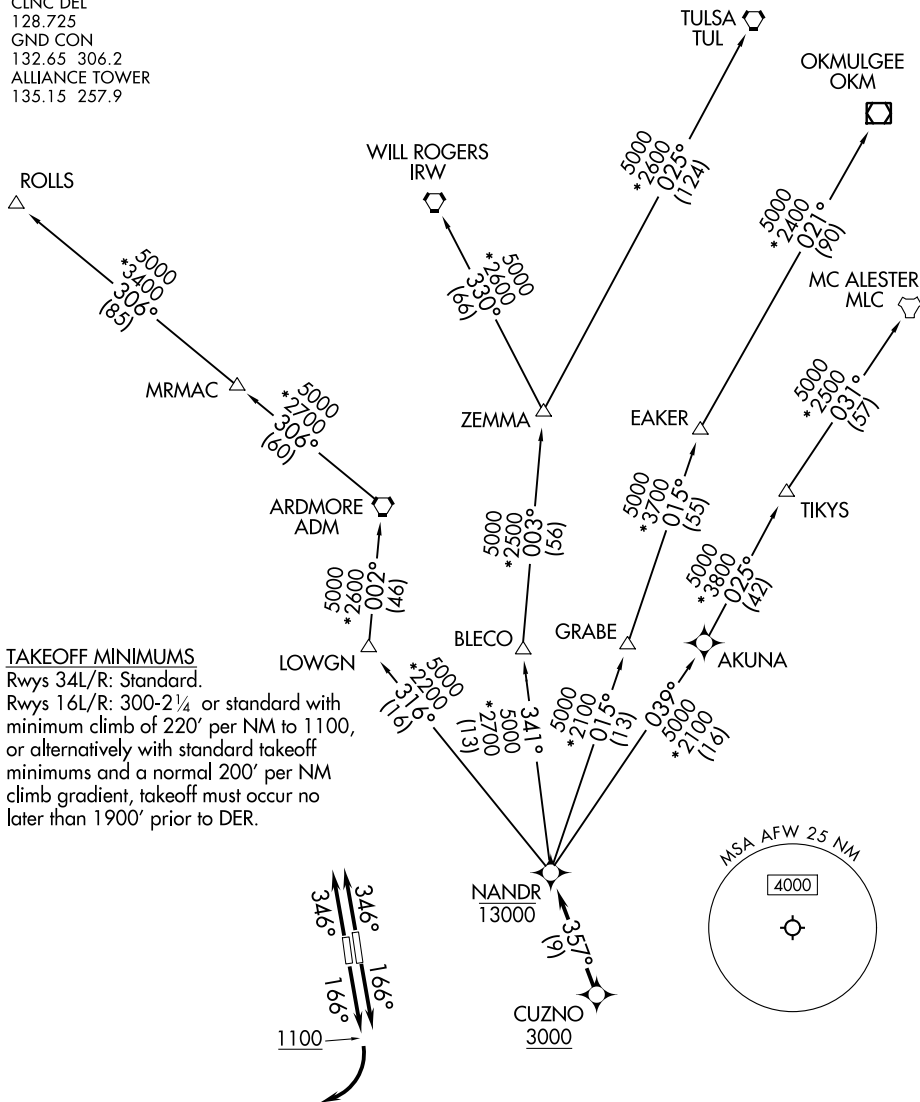 CLNC DEL
128.725
GND CON
132.65 306.2
ALLIANCE TOWER
135.15 257.9
TULSA
TUL
OKMULGEE
OKM
WILL ROGERS
IRW
ROLLS
5000
*2600
025°
(124)
5000
*2400
021°
(90)
5000
*3400
306°
(85)
5000
*2600
330°
(66)
MC ALESTER
MLC
MRMAC
5000
*2700
306°
(60)
ZEMMA
EAKER
5000
*2500
031°
(57)
ARDMORE
ADM
5000
*2500
003°
(56)
5000
*3700
015°
(55)
TIKYS
5000
*2600
002°
(46)
5000
*3800
025°
(42)
LOWGN
BLECO
GRABE
AKUNA
TAKEOFF MINIMUMS
Rwys 34L/R: Standard.
Rwys 16L/R: 300-2¼ or standard with
minimum climb of 220' per NM to 1100,
or alternatively with standard takeoff
minimums and a normal 200' per NM
climb gradient, takeoff must occur no
later than 1900' prior to DER.
5000
*2200
316°
(16)
341°
5000
*2700
(13)
5000
*2100
015°
(13)
039°
5000
*2100
(16)
NANDR
13000
357°
(9)
CUZNO
3000
MSA AFW 25 NM
4000
346°
346°
166°
166°
1100